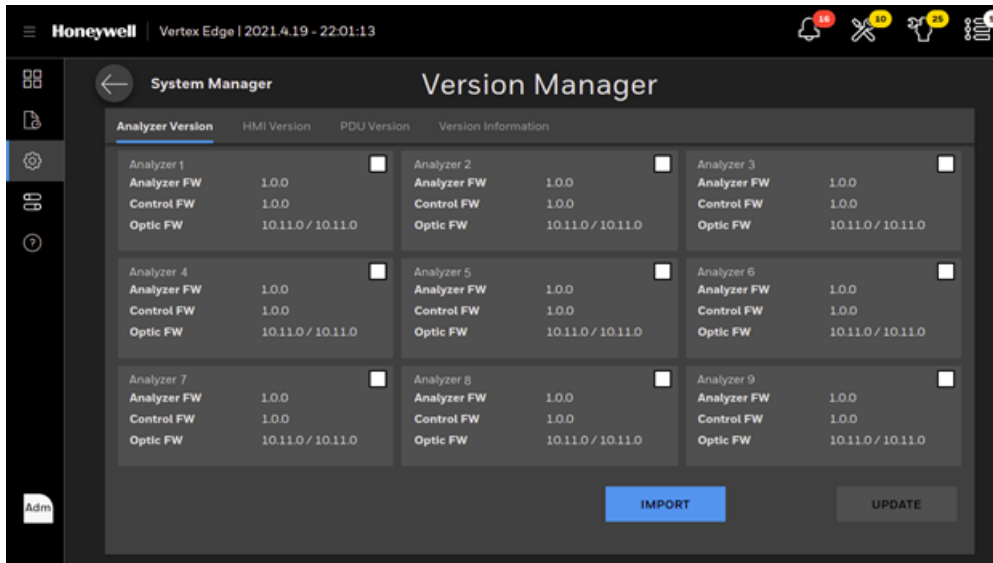 Honeywell Vertex Edge | 2021.4.19 - 22:01:13 16 10 25
System Manager Version Manager
Analyzer Version HMI Version PDU Version Version Information
Analyzer 1 Analyzer 2 Analyzer 3
Analyzer FW 1.0.0 Analyzer FW 1.0.0 Analyzer FW 1.0.0
Control FW 1.0.0 Control FW 1.0.0 Control FW 1.0.0
Optic FW 10.11.0 / 10.11.0 Optic FW 10.11.0 / 10.11.0 Optic FW 10.11.0 / 10.11.0
Analyzer 4 Analyzer 5 Analyzer 6
Analyzer FW 1.0.0 Analyzer FW 1.0.0 Analyzer FW 1.0.0
Control FW 1.0.0 Control FW 1.0.0 Control FW 1.0.0
Optic FW 10.11.0 / 10.11.0 Optic FW 10.11.0 / 10.11.0 Optic FW 10.11.0 / 10.11.0
Analyzer 7 Analyzer 8 Analyzer 9
Analyzer FW 1.0.0 Analyzer FW 1.0.0 Analyzer FW 1.0.0
Control FW 1.0.0 Control FW 1.0.0 Control FW 1.0.0
Optic FW 10.11.0 / 10.11.0 Optic FW 10.11.0 / 10.11.0 Optic FW 10.11.0 / 10.11.0
Adm IMPORT UPDATE